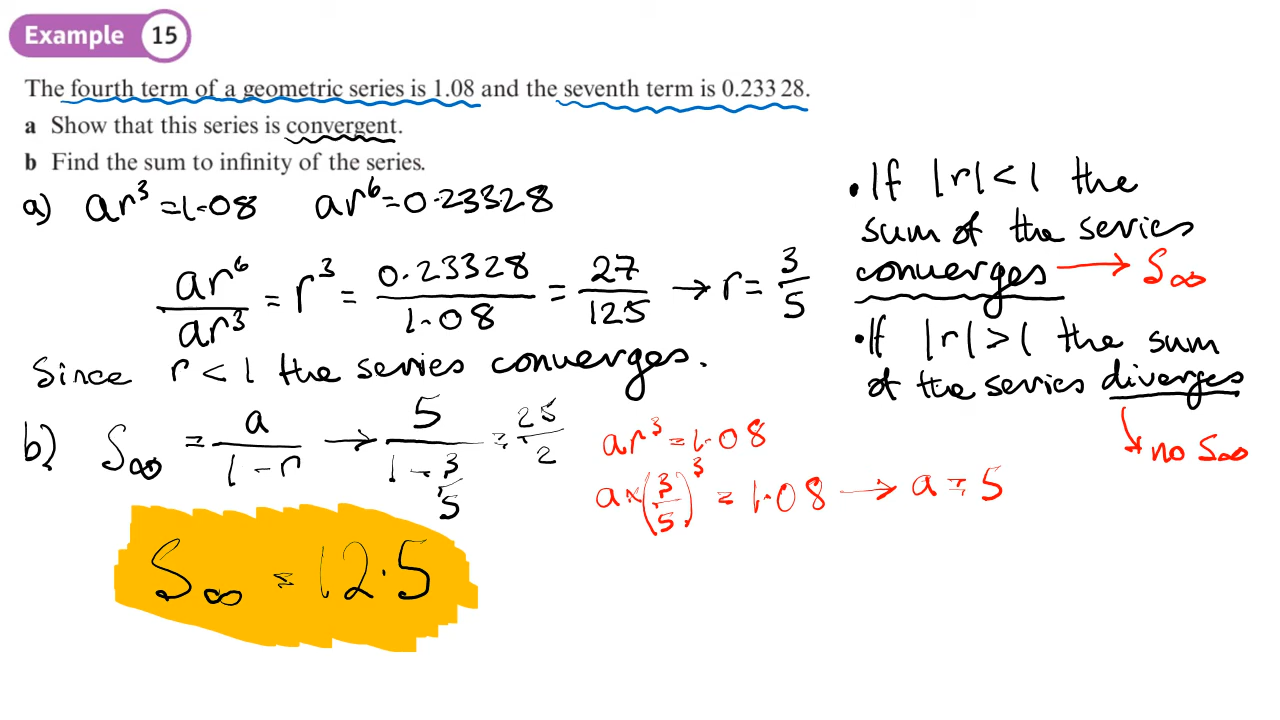 Example 15
The fourth term of a geometric series is 1.08 and the seventh term is 0.233 28.
a Show that this series is convergent.
b Find the sum to infinity of the series.
a) ar³ = 1.08 ar⁶ = 0.23328
ar⁶/ar³ = r³ = 0.23328/1.08 = 27/125 → r = 3/5
Since r < 1 the series converges.
b) S∞ = a/(1 - r) → 5/(1 - 3/5) = 25/2
S∞ = 12.5
ar³ = 1.08
a × (3/5)³ = 1.08 → a = 5
• If |r| < 1 the
sum of the series
converges → S∞
• If |r| > 1 the sum
of the series diverges
→ no S∞